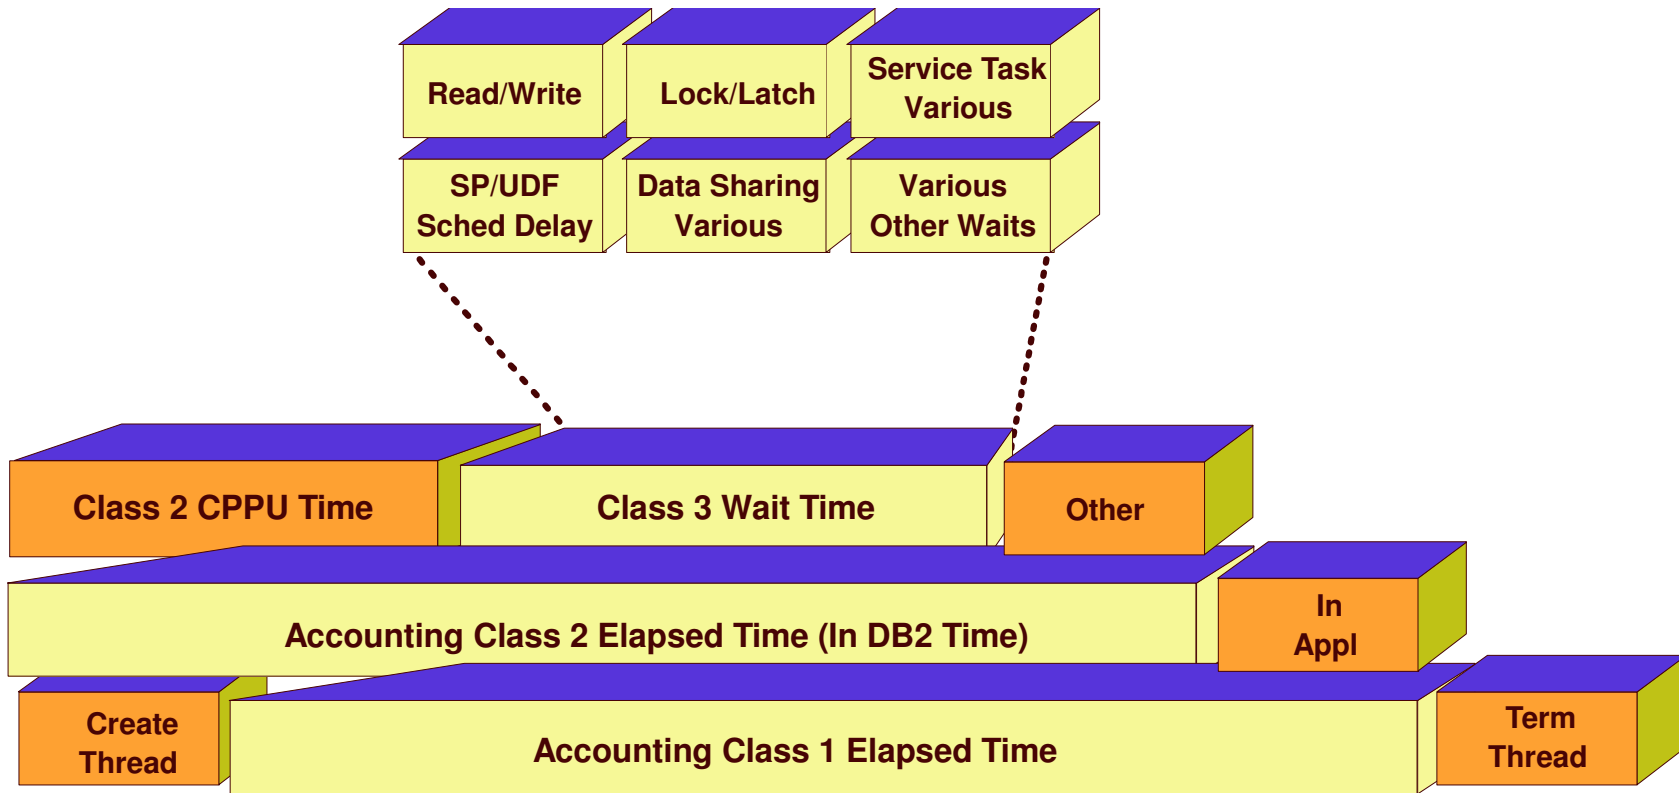 Read/Write
Lock/Latch
Service Task
Various
SP/UDF
Sched Delay
Data Sharing
Various
Various
Other Waits
Class 2 CPPU Time
Class 3 Wait Time
Other
Accounting Class 2 Elapsed Time (In DB2 Time)
In
Appl
Create
Thread
Accounting Class 1 Elapsed Time
Term
Thread